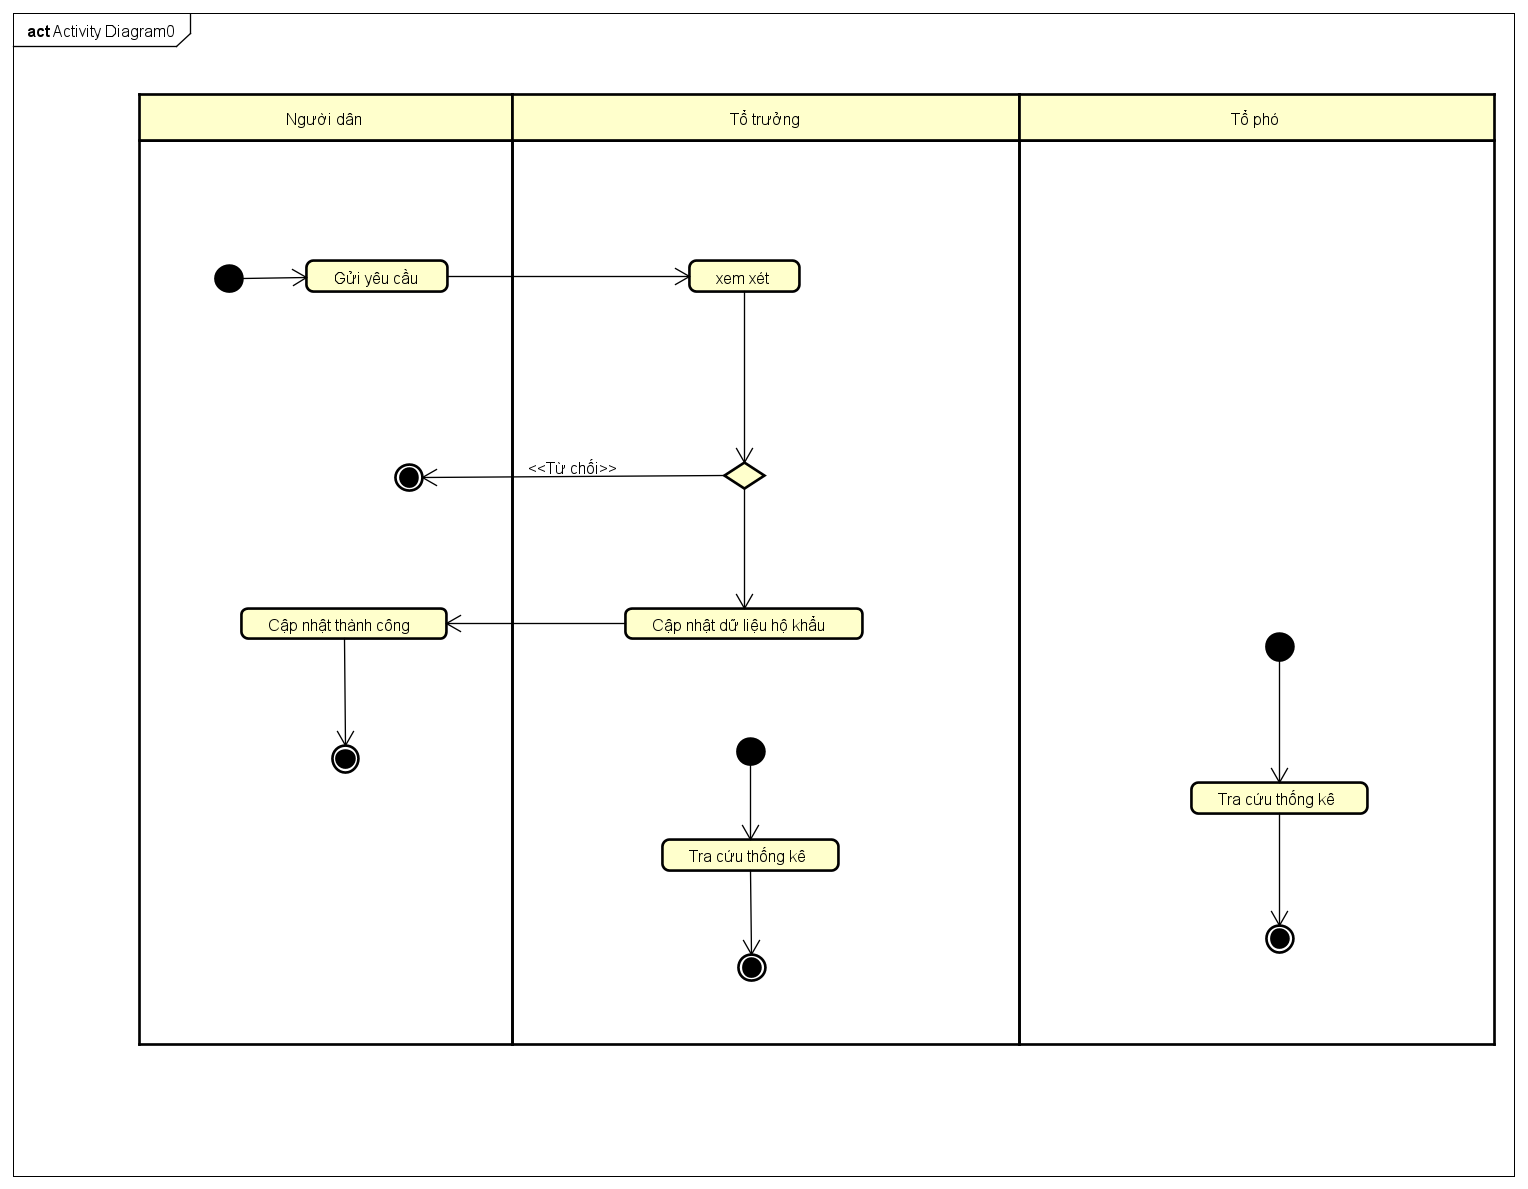 act Activity Diagram0
Người dân
Tổ trưởng
Tổ phó
Gửi yêu cầu
xem xét
<<Từ chối>>
Cập nhật thành công
Cập nhật dữ liệu hộ khẩu
Tra cứu thống kê
Tra cứu thống kê